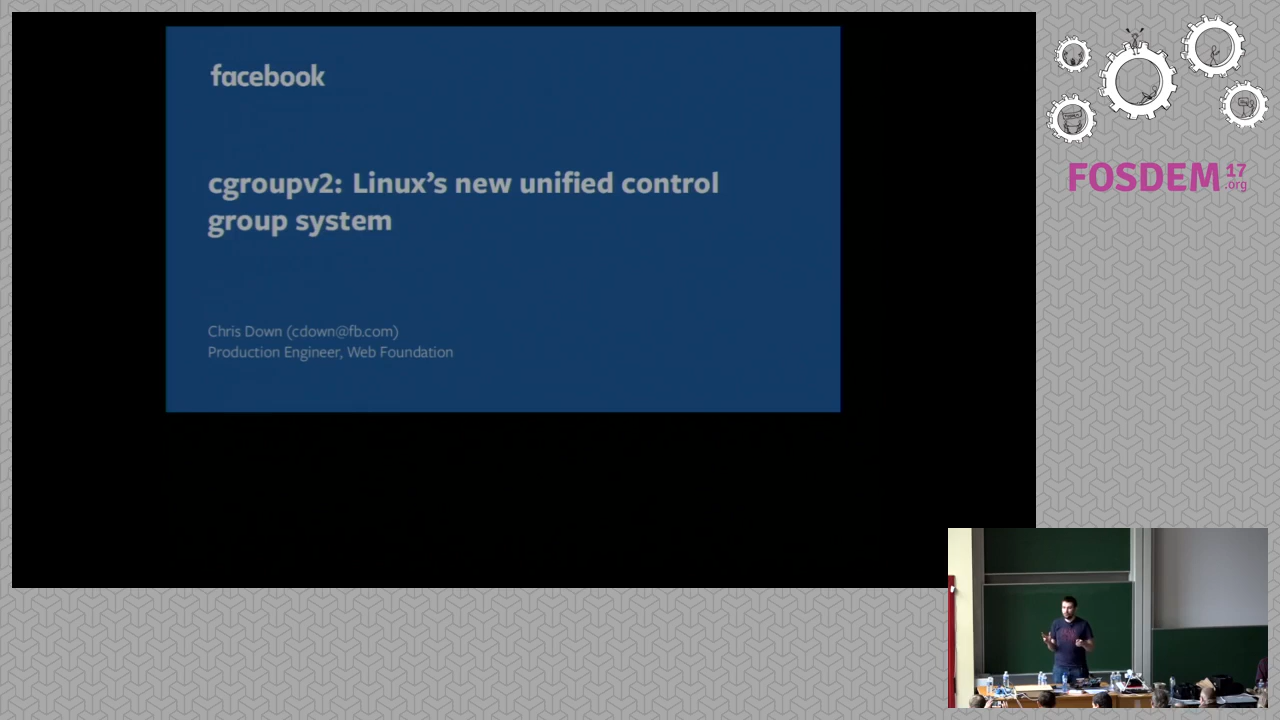 facebook
cgroupv2: Linux's new unified control
group system
Chris Down (cdown@fb.com)
Production Engineer, Web Foundation
FOSDEM 17
.org